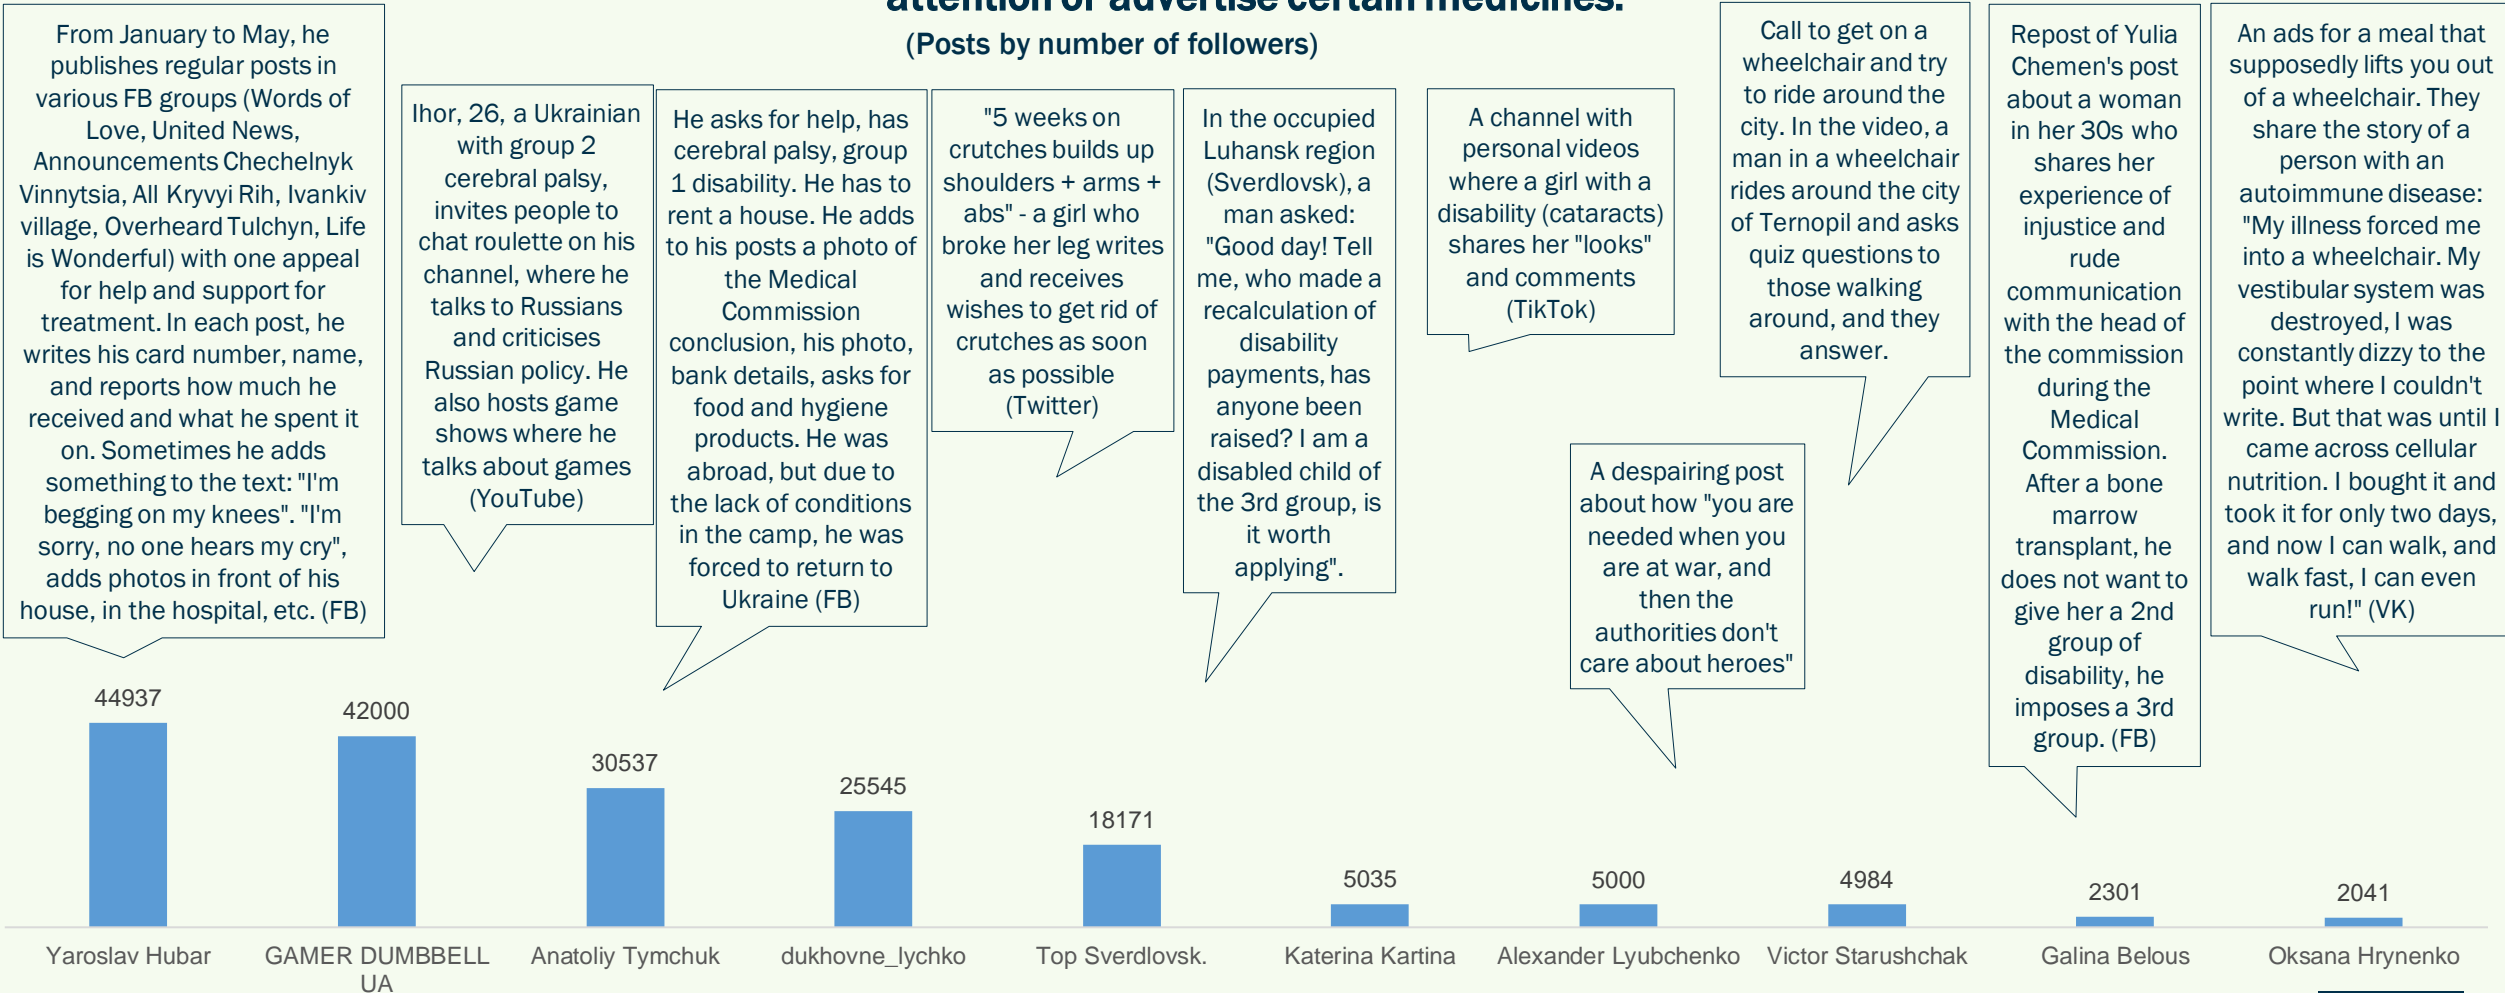 attention or advertise certain medicines.
(Posts by number of followers)
From January to May, he
publishes regular posts in
various FB groups (Words of
Love, United News,
Announcements Chechelnyk
Vinnytsia, All Kryvyi Rih, Ivankiv
village, Overheard Tulchyn, Life
is Wonderful) with one appeal
for help and support for
treatment. In each post, he
writes his card number, name,
and reports how much he
received and what he spent it
on. Sometimes he adds
something to the text: "I'm
begging on my knees". "I'm
sorry, no one hears my cry",
adds photos in front of his
house, in the hospital, etc. (FB)
Ihor, 26, a Ukrainian
with group 2
cerebral palsy,
invites people to
chat roulette on his
channel, where he
talks to Russians
and criticises
Russian policy. He
also hosts game
shows where he
talks about games
(YouTube)
He asks for help, has
cerebral palsy, group
1 disability. He has to
rent a house. He adds
to his posts a photo of
the Medical
Commission
conclusion, his photo,
bank details, asks for
food and hygiene
products. He was
abroad, but due to
the lack of conditions
in the camp, he was
forced to return to
Ukraine (FB)
"5 weeks on
crutches builds up
shoulders + arms +
abs" - a girl who
broke her leg writes
and receives
wishes to get rid of
crutches as soon
as possible
(Twitter)
In the occupied
Luhansk region
(Sverdlovsk), a
man asked:
"Good day! Tell
me, who made a
recalculation of
disability
payments, has
anyone been
raised? I am a
disabled child of
the 3rd group, is
it worth
applying".
A channel with
personal videos
where a girl with a
disability (cataracts)
shares her "looks"
and comments
(TikTok)
A despairing post
about how "you are
needed when you
are at war, and
then the
authorities don't
care about heroes"
Call to get on a
wheelchair and try
to ride around the
city. In the video, a
man in a wheelchair
rides around the city
of Ternopil and asks
quiz questions to
those walking
around, and they
answer.
Repost of Yulia
Chemen's post
about a woman
in her 30s who
shares her
experience of
injustice and
rude
communication
with the head of
the commission
during the
Medical
Commission.
After a bone
marrow
transplant, he
does not want to
give her a 2nd
group of
disability, he
imposes a 3rd
group. (FB)
An ads for a meal that
supposedly lifts you out
of a wheelchair. They
share the story of a
person with an
autoimmune disease:
"My illness forced me
into a wheelchair. My
vestibular system was
destroyed, I was
constantly dizzy to the
point where I couldn't
write. But that was until I
came across cellular
nutrition. I bought it and
took it for only two days,
and now I can walk, and
walk fast, I can even
run!" (VK)
44937
42000
30537
25545
18171
5035
5000
4984
2301
2041
Yaroslav Hubar
GAMER DUMBBELL
UA
Anatoliy Tymchuk
dukhovne_lychko
Top Sverdlovsk.
Katerina Kartina
Alexander Lyubchenko
Victor Starushchak
Galina Belous
Oksana Hrynenko